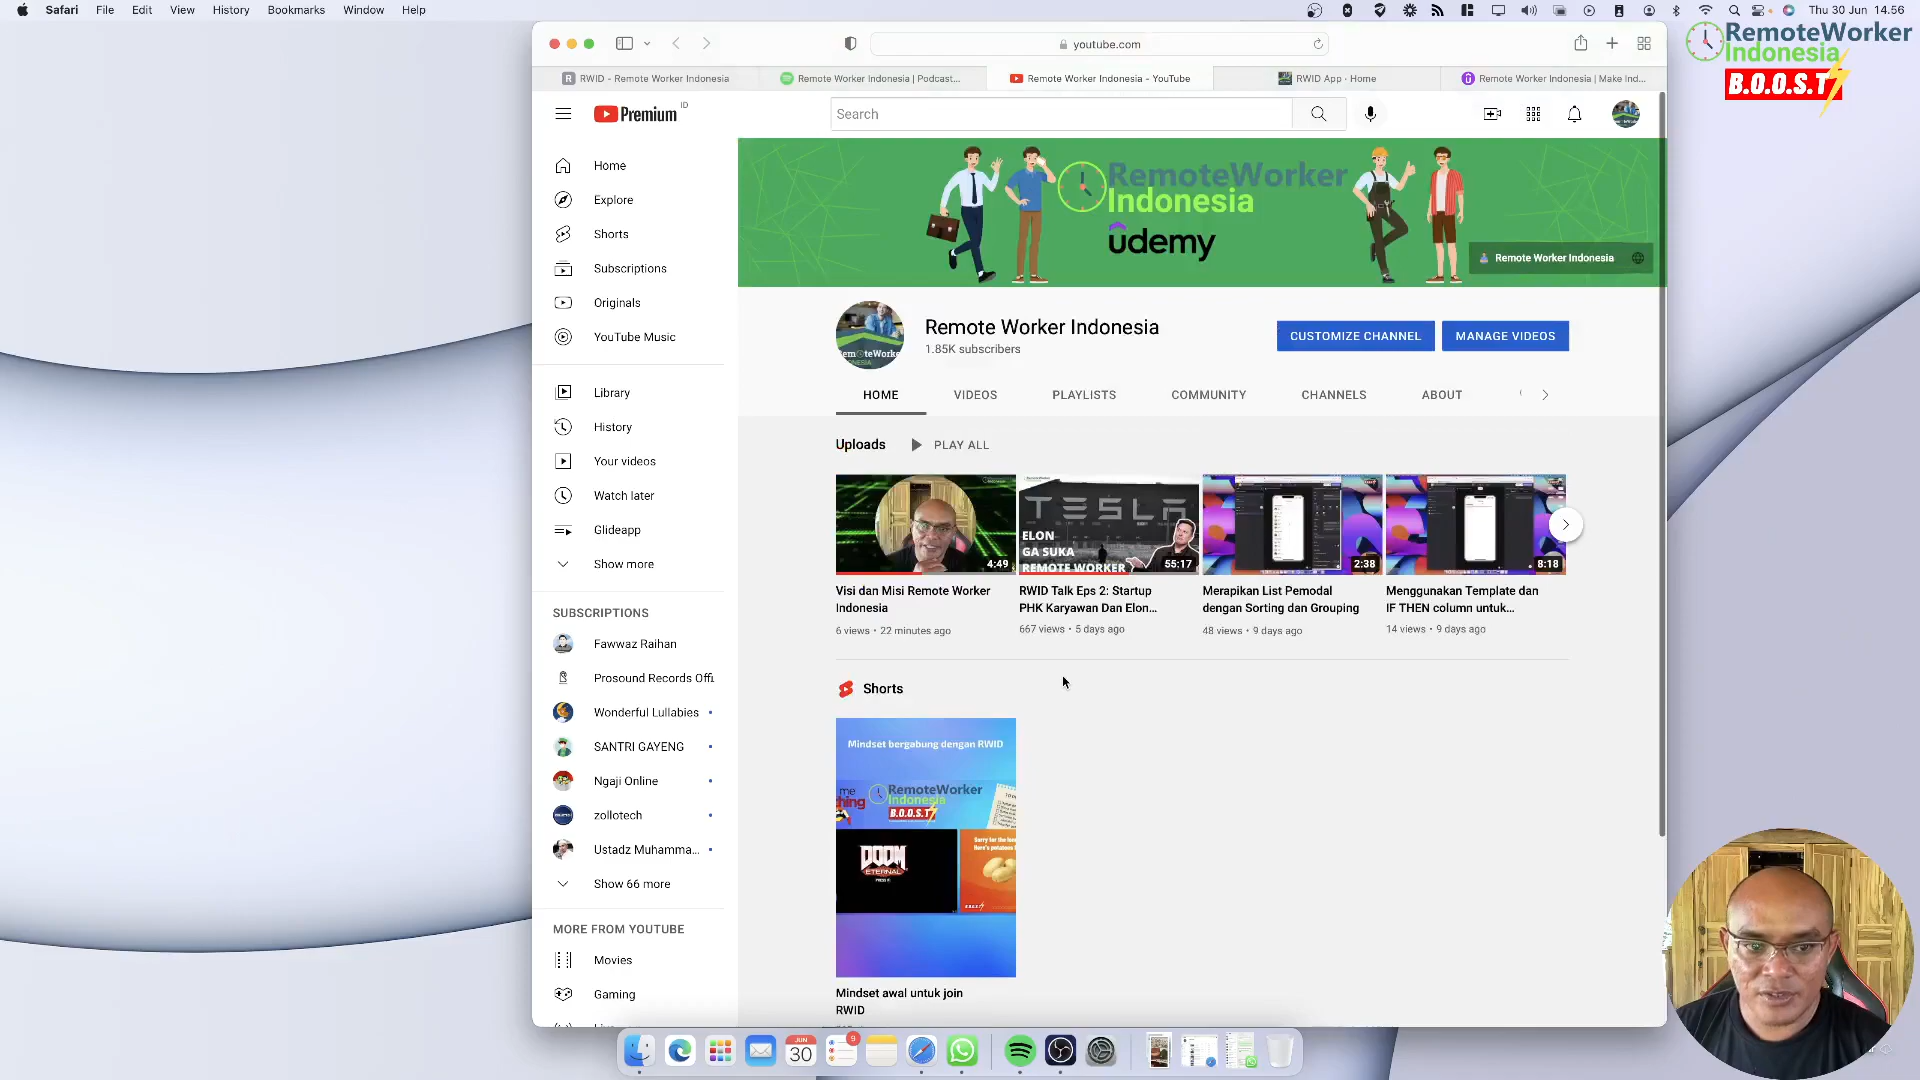 Safari File Edit View History Bookmarks Window Help
Thu 30 Jun 14.56
RemoteWorker
Indonesia
B.O.O.S.T
youtube.com
RWID - Remote Worker Indonesia
Remote Worker Indonesia | Podcast...
Remote Worker Indonesia - YouTube
RWID App · Home
Remote Worker Indonesia | Make Ind...
Premium ID
Search
Home
Explore
Shorts
Subscriptions
Originals
YouTube Music
Library
History
Your videos
Watch later
Glideapp
Show more
SUBSCRIPTIONS
Fawwaz Raihan
Prosound Records Offi
Wonderful Lullabies
SANTRI GAYENG
Ngaji Online
zollotech
Ustadz Muhamma...
Show 66 more
MORE FROM YOUTUBE
Movies
Gaming
RemoteWorker
Indonesia
udemy
Remote Worker Indonesia
Remote Worker Indonesia
1.85K subscribers
CUSTOMIZE CHANNEL
MANAGE VIDEOS
HOME VIDEOS PLAYLISTS COMMUNITY CHANNELS ABOUT
Uploads PLAY ALL
4:49
Visi dan Misi Remote Worker
Indonesia
6 views • 22 minutes ago
TESLA
ELON
GA SUKA
REMOTE WORKER
55:17
RWID Talk Eps 2: Startup
PHK Karyawan Dan Elon...
667 views • 5 days ago
2:38
Merapikan List Pemodal
dengan Sorting dan Grouping
48 views • 9 days ago
8:18
Menggunakan Template dan
IF THEN column untuk...
14 views • 9 days ago
Shorts
Mindset bergabung dengan RWID
RemoteWorker
Indonesia
B.O.O.S.T
DOOM
ETERNAL
Mindset awal untuk join
RWID
JUN
30
9